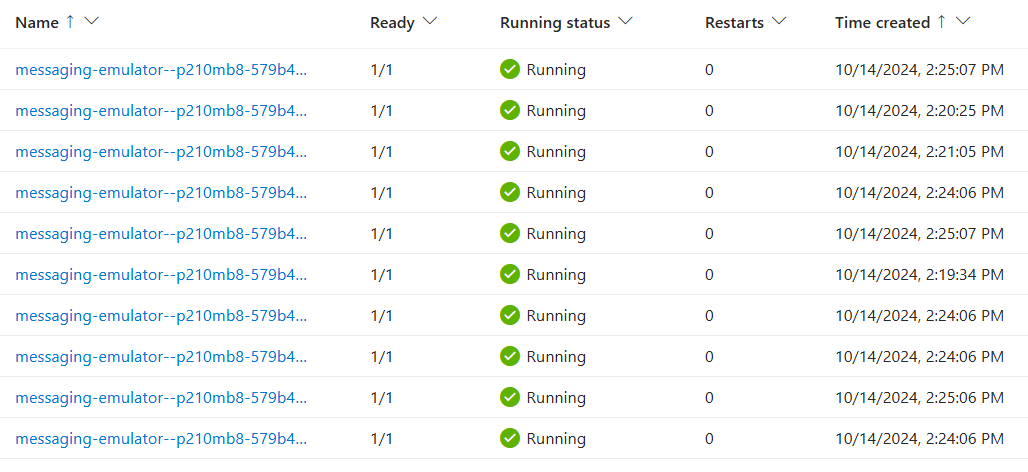 Name ↑ Ready Running status Restarts Time created ↑
messaging-emulator--p210mb8-579b4... 1/1 Running 0 10/14/2024, 2:25:07 PM
messaging-emulator--p210mb8-579b4... 1/1 Running 0 10/14/2024, 2:20:25 PM
messaging-emulator--p210mb8-579b4... 1/1 Running 0 10/14/2024, 2:21:05 PM
messaging-emulator--p210mb8-579b4... 1/1 Running 0 10/14/2024, 2:24:06 PM
messaging-emulator--p210mb8-579b4... 1/1 Running 0 10/14/2024, 2:25:07 PM
messaging-emulator--p210mb8-579b4... 1/1 Running 0 10/14/2024, 2:19:34 PM
messaging-emulator--p210mb8-579b4... 1/1 Running 0 10/14/2024, 2:24:06 PM
messaging-emulator--p210mb8-579b4... 1/1 Running 0 10/14/2024, 2:24:06 PM
messaging-emulator--p210mb8-579b4... 1/1 Running 0 10/14/2024, 2:25:06 PM
messaging-emulator--p210mb8-579b4... 1/1 Running 0 10/14/2024, 2:24:06 PM